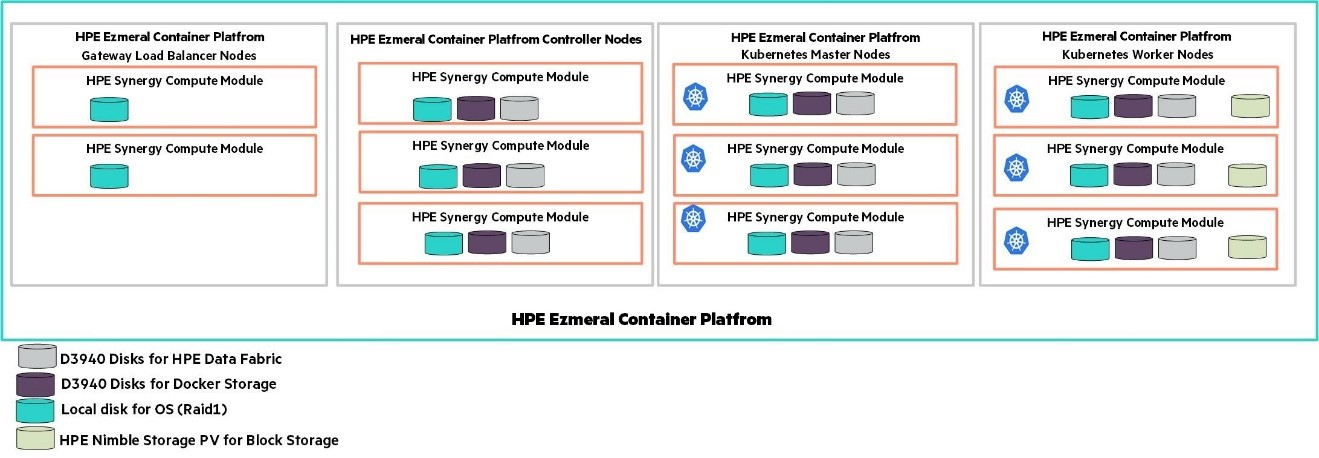 HPE Ezmeral Container Platfrom
Gateway Load Balancer Nodes
HPE Synergy Compute Module
HPE Synergy Compute Module
HPE Ezmeral Container Platfrom Controller Nodes
HPE Synergy Compute Module
HPE Synergy Compute Module
HPE Synergy Compute Module
HPE Ezmeral Container Platfrom
Kubernetes Master Nodes
HPE Synergy Compute Module
HPE Synergy Compute Module
HPE Synergy Compute Module
HPE Ezmeral Container Platfrom
Kubernetes Worker Nodes
HPE Synergy Compute Module
HPE Synergy Compute Module
HPE Synergy Compute Module
HPE Ezmeral Container Platfrom
D3940 Disks for HPE Data Fabric
D3940 Disks for Docker Storage
Local disk for OS (Raid1)
HPE Nimble Storage PV for Block Storage